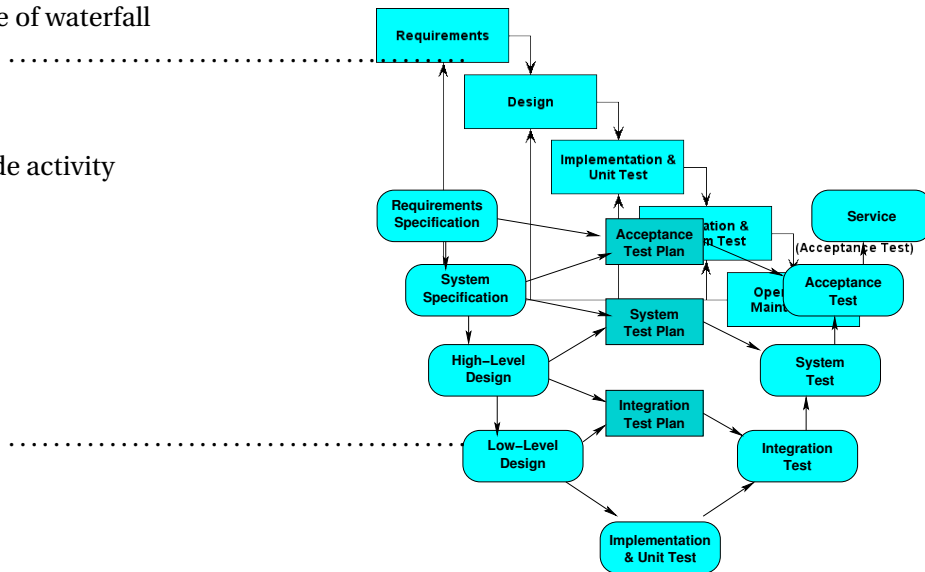 e of waterfall
Requirements
Design
de activity
Implementation &
Unit Test
Requirements
Specification
Acceptance
Test Plan
ation &
m Test
Service
(Acceptance Test)
System
Specification
Acceptance
Test
Oper
Maint
System
Test Plan
High-Level
Design
System
Test
Integration
Test Plan
Low-Level
Design
Integration
Test
Implementation
& Unit Test